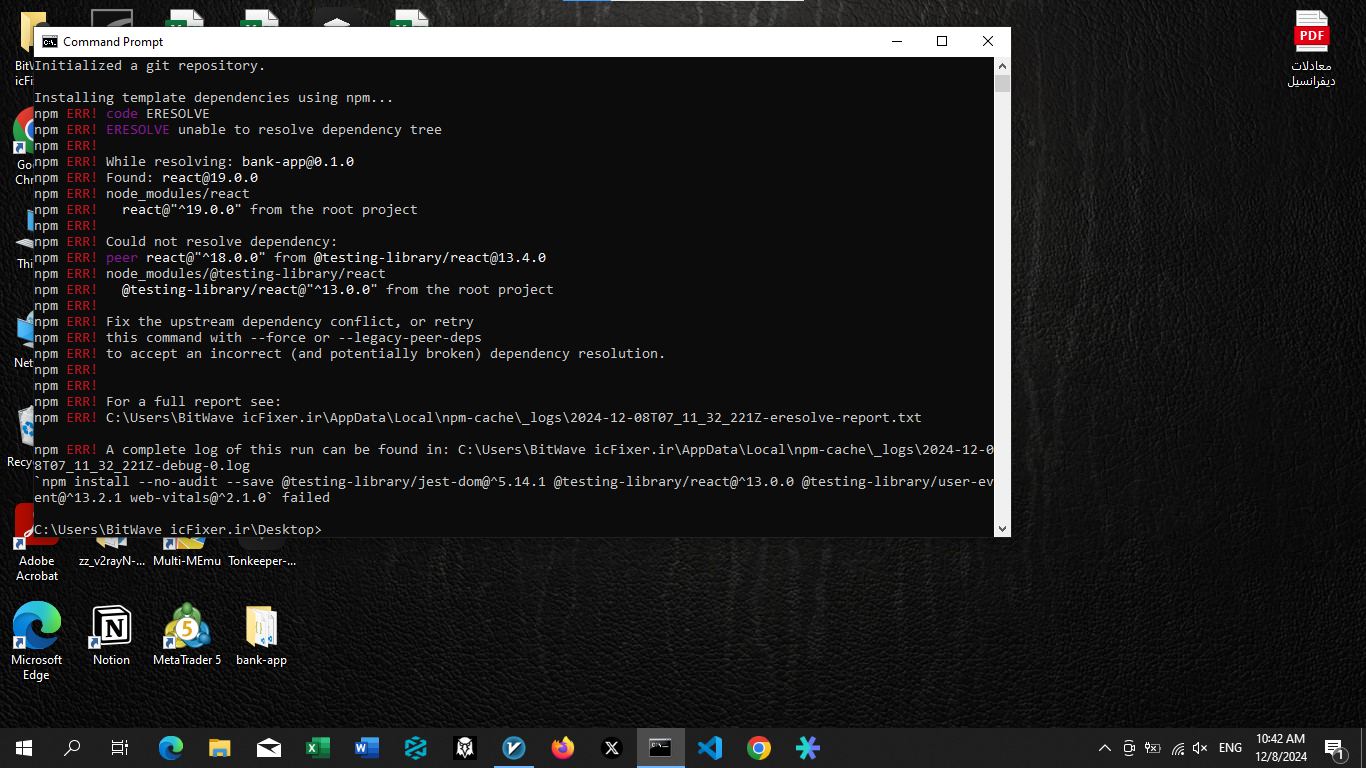 Command Prompt
Initialized a git repository.
Installing template dependencies using npm...
npm ERR! code ERESOLVE
npm ERR! ERESOLVE unable to resolve dependency tree
npm ERR!
npm ERR! While resolving: bank-app@0.1.0
npm ERR! Found: react@19.0.0
npm ERR! node_modules/react
npm ERR!   react@"^19.0.0" from the root project
npm ERR!
npm ERR! Could not resolve dependency:
npm ERR! peer react@"^18.0.0" from @testing-library/react@13.4.0
npm ERR! node_modules/@testing-library/react
npm ERR!   @testing-library/react@"^13.0.0" from the root project
npm ERR!
npm ERR! Fix the upstream dependency conflict, or retry
npm ERR! this command with --force or --legacy-peer-deps
npm ERR! to accept an incorrect (and potentially broken) dependency resolution.
npm ERR!
npm ERR!
npm ERR! For a full report see:
npm ERR! C:\Users\BitWave icFixer.ir\AppData\Local\npm-cache\_logs\2024-12-08T07_11_32_221Z-eresolve-report.txt
npm ERR! A complete log of this run can be found in: C:\Users\BitWave icFixer.ir\AppData\Local\npm-cache\_logs\2024-12-0
8T07_11_32_221Z-debug-0.log
`npm install --no-audit --save @testing-library/jest-dom@^5.14.1 @testing-library/react@^13.0.0 @testing-library/user-ev
ent@^13.2.1 web-vitals@^2.1.0` failed
C:\Users\BitWave icFixer.ir\Desktop>
PDF
معادلات
ديفرانسيل
Adobe
Acrobat
zz_v2rayN-...
Multi-MEmu
Tonkeeper-...
Microsoft
Edge
Notion
MetaTrader 5
bank-app
ENG
10:42 AM
12/8/2024
1